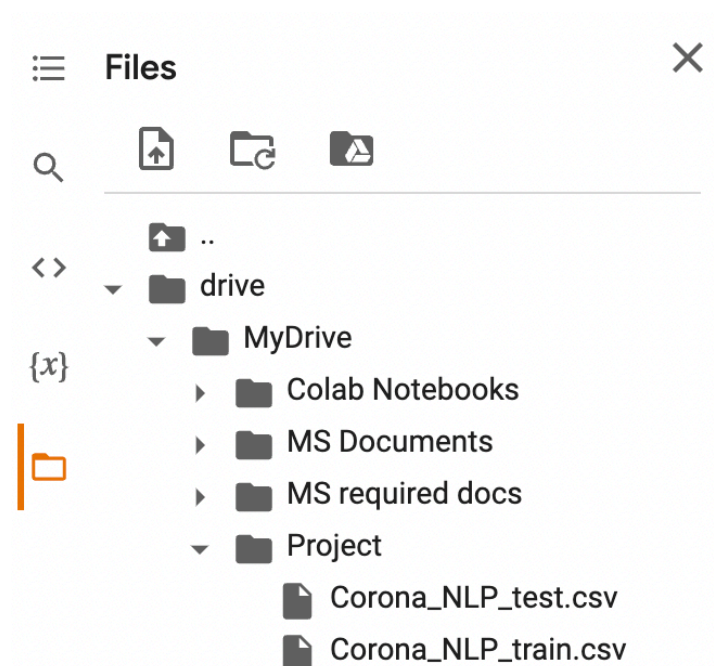 Files
..
drive
MyDrive
Colab Notebooks
MS Documents
MS required docs
Project
Corona_NLP_test.csv
Corona_NLP_train.csv
{x}